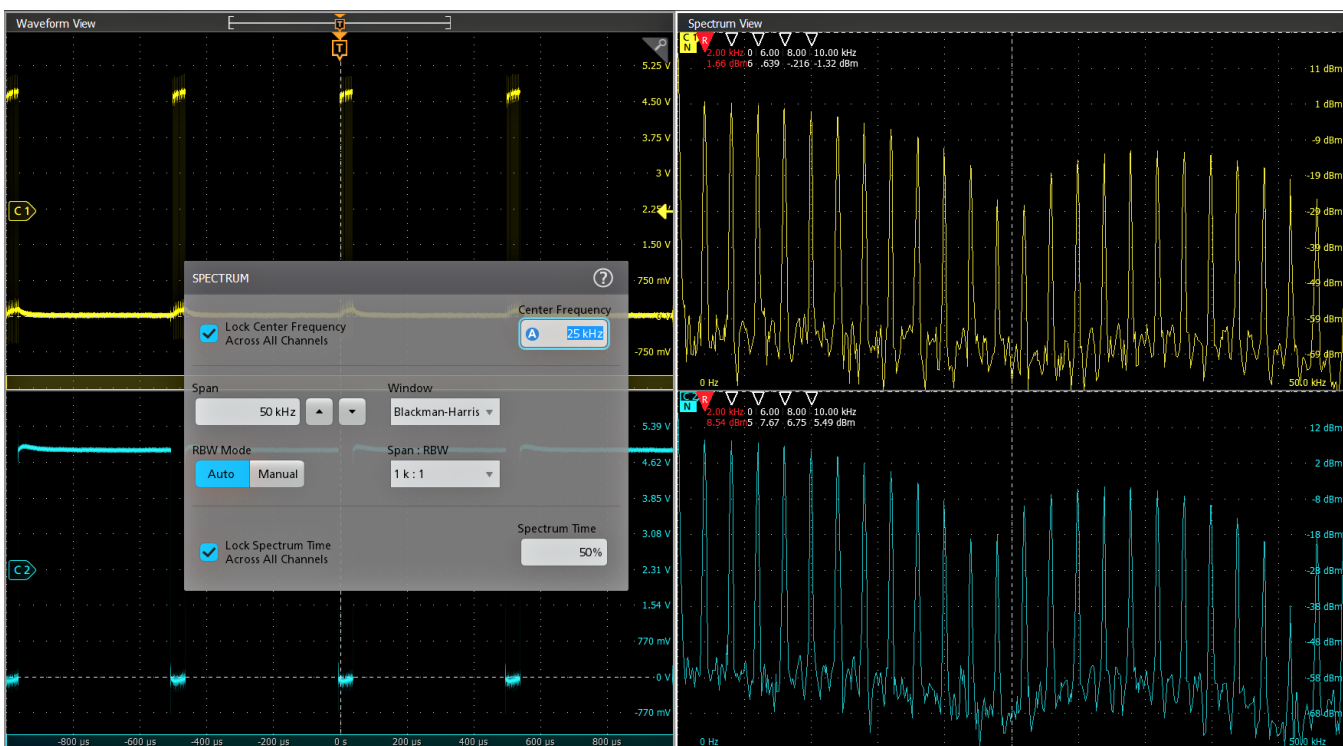 Waveform View
T
T
5.25 V
4.50 V
3.75 V
3 V
C 1
2.25 V
1.50 V
750 mV
-750 mV
SPECTRUM
?
Lock Center Frequency
Across All Channels
Center Frequency
A 25 kHz
Span
50 kHz
Window
Blackman-Harris
RBW Mode
Auto
Manual
Span : RBW
1 k : 1
Lock Spectrum Time
Across All Channels
Spectrum Time
50%
5.39 V
4.62 V
3.85 V
3.08 V
C 2
2.31 V
1.54 V
770 mV
0 V
-770 mV
-800 µs
-600 µs
-400 µs
-200 µs
0 s
200 µs
400 µs
600 µs
800 µs
Spectrum View
C 1
N
R
2.00 kHz 0 6.00 8.00 10.00 kHz
1.66 dBm 6 .639 -.216 -1.32 dBm
11 dBm
1 dBm
-9 dBm
-19 dBm
-29 dBm
-39 dBm
-49 dBm
-59 dBm
-69 dBm
0 Hz
50.0 kHz
C 2
N
R
2.00 kHz 0 6.00 8.00 10.00 kHz
8.54 dBm 5 7.67 6.75 5.49 dBm
12 dBm
2 dBm
-8 dBm
-18 dBm
-28 dBm
-38 dBm
-48 dBm
-58 dBm
-68 dBm
0 Hz
50.0 kHz